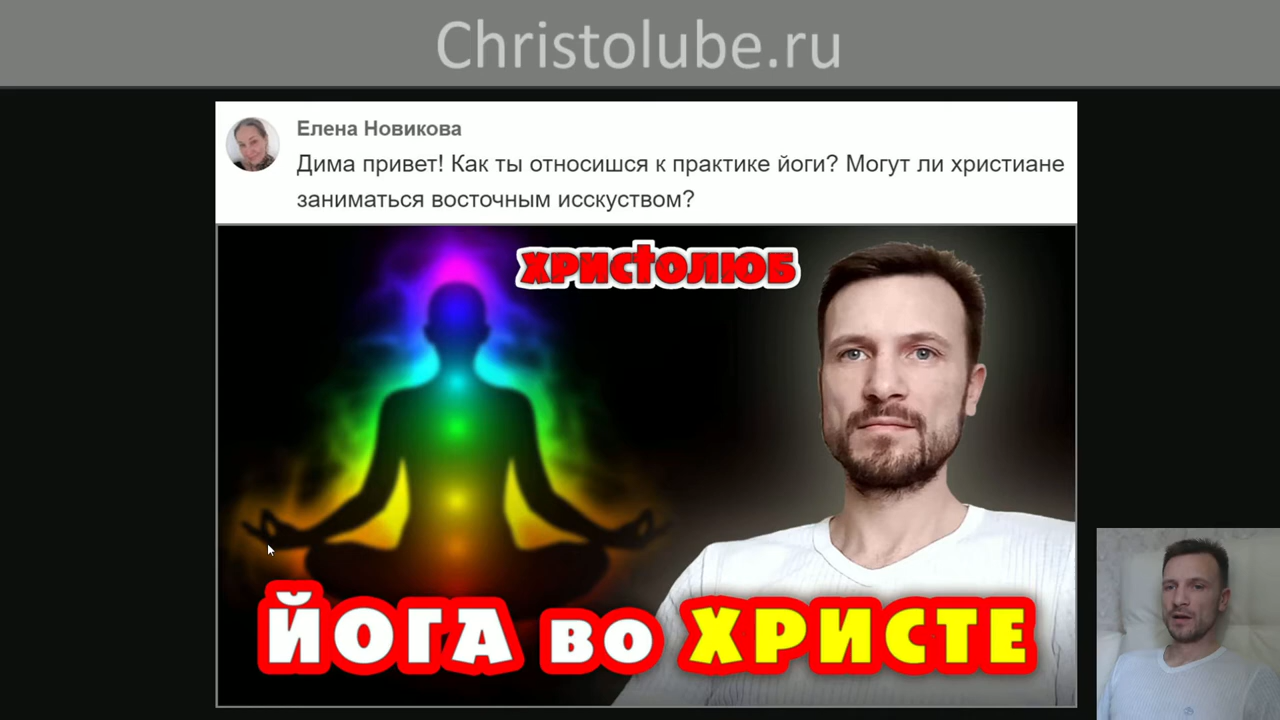 Christolube.ru
Елена Новикова
Дима привет! Как ты относишся к практике йоги? Могут ли христиане
заниматься восточным исскуством?
ХРИСТОЛЮБ
ЙОГА ВО ХРИСТЕ